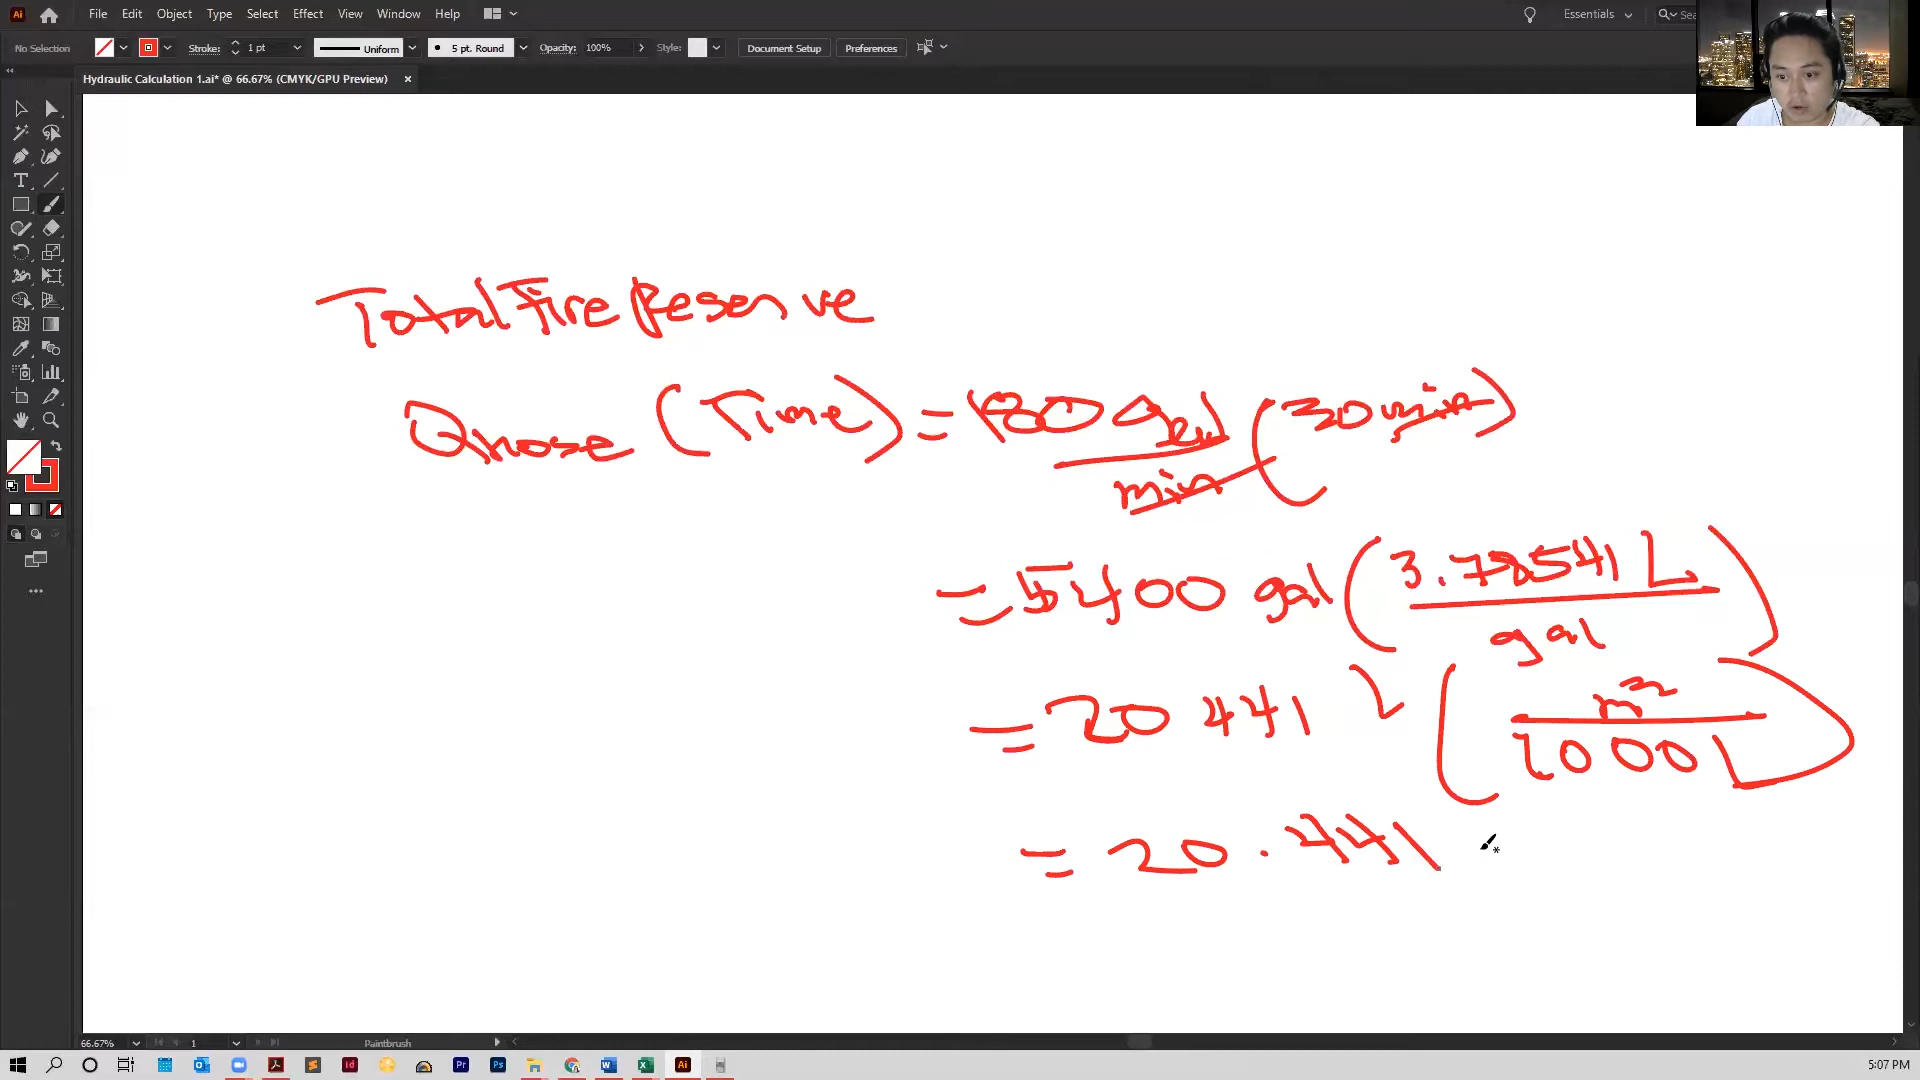 File Edit Object Type Select Effect View Window Help Essentials Sea
No Selection Stroke: 1 pt Uniform 5 pt. Round Opacity: 100% Style: Document Setup Preferences
Hydraulic Calculation 1.ai* @ 66.67% (CMYK/GPU Preview) ×
Total Fire Reserve
Qhose (Time) = 180 Gal/min (30 min)
= 5400 gal (3.78541 L/gal)
= 20 441 L (m³/1000 L)
= 20.441
66.67% 1 Paintbrush
5:07 PM